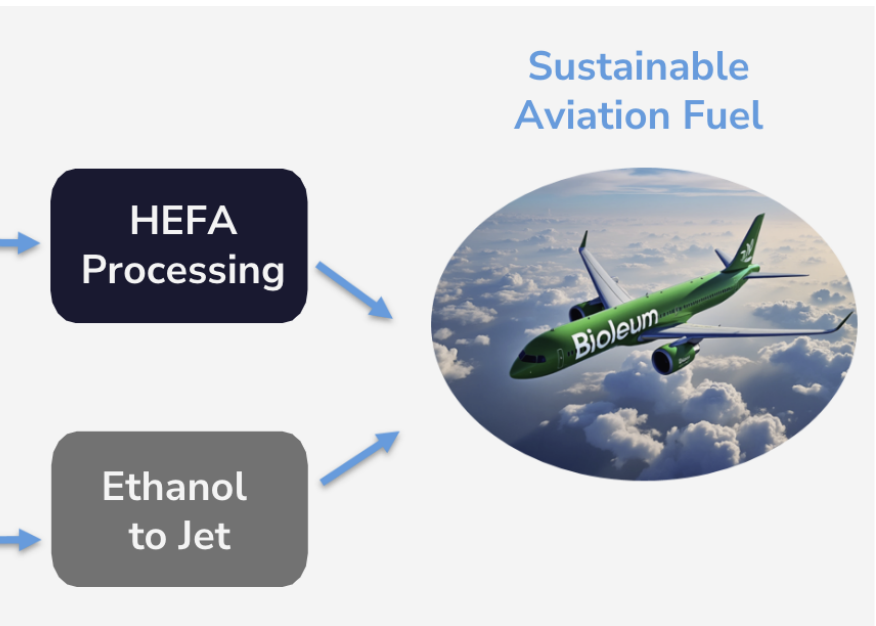 Sustainable
Aviation Fuel
HEFA
Processing
Bioleum
Ethanol
to Jet